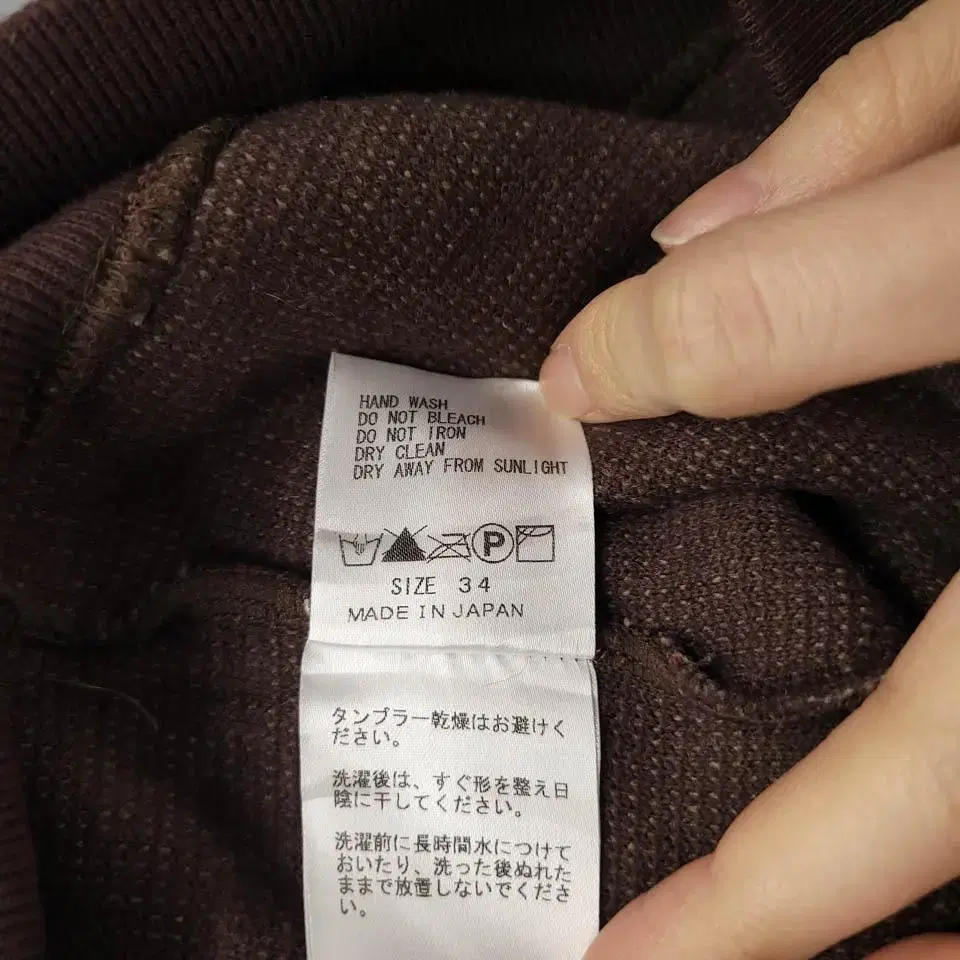 HAND WASH
DO NOT BLEACH
DO NOT IRON
DRY CLEAN
DRY AWAY FROM SUNLIGHT
P
SIZE 34
MADE IN JAPAN
タンブラー乾燥はお避けく
ださい。
洗濯後は、すぐ形を整え日
陰に干してください。
洗濯前に長時間水につけて
おいたり、洗った後ぬれた
ままで放置しないでくださ
い。